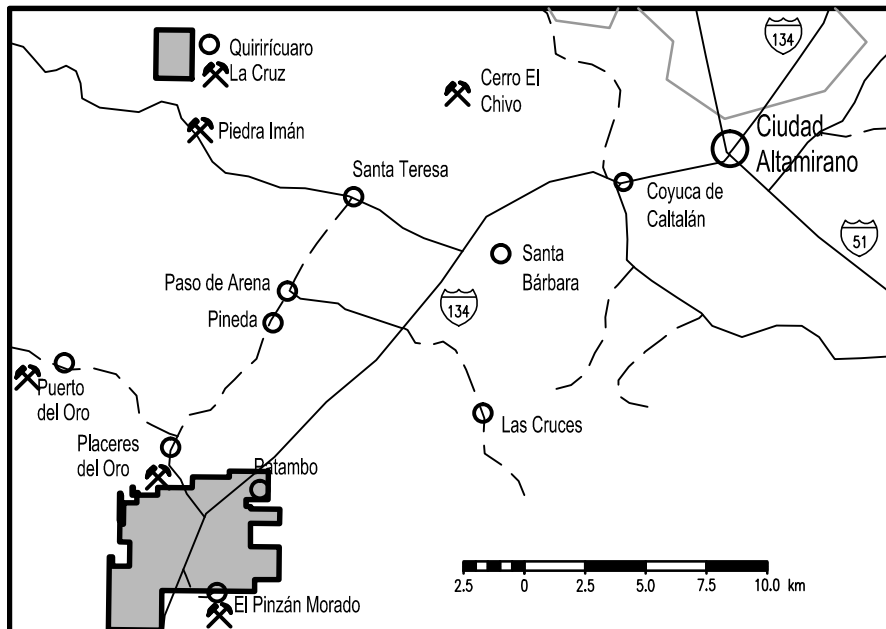 134
Quirirícuaro
La Cruz
Cerro El
Chivo
Ciudad
Altamirano
Piedra Imán
Santa Teresa
Coyuca de
Caltalán
51
Santa
Bárbara
Paso de Arena
134
Pineda
Puerto
del Oro
Las Cruces
Placeres
del Oro
Patambo
2.5 0 2.5 5.0 7.5 10.0 km
El Pinzán Morado